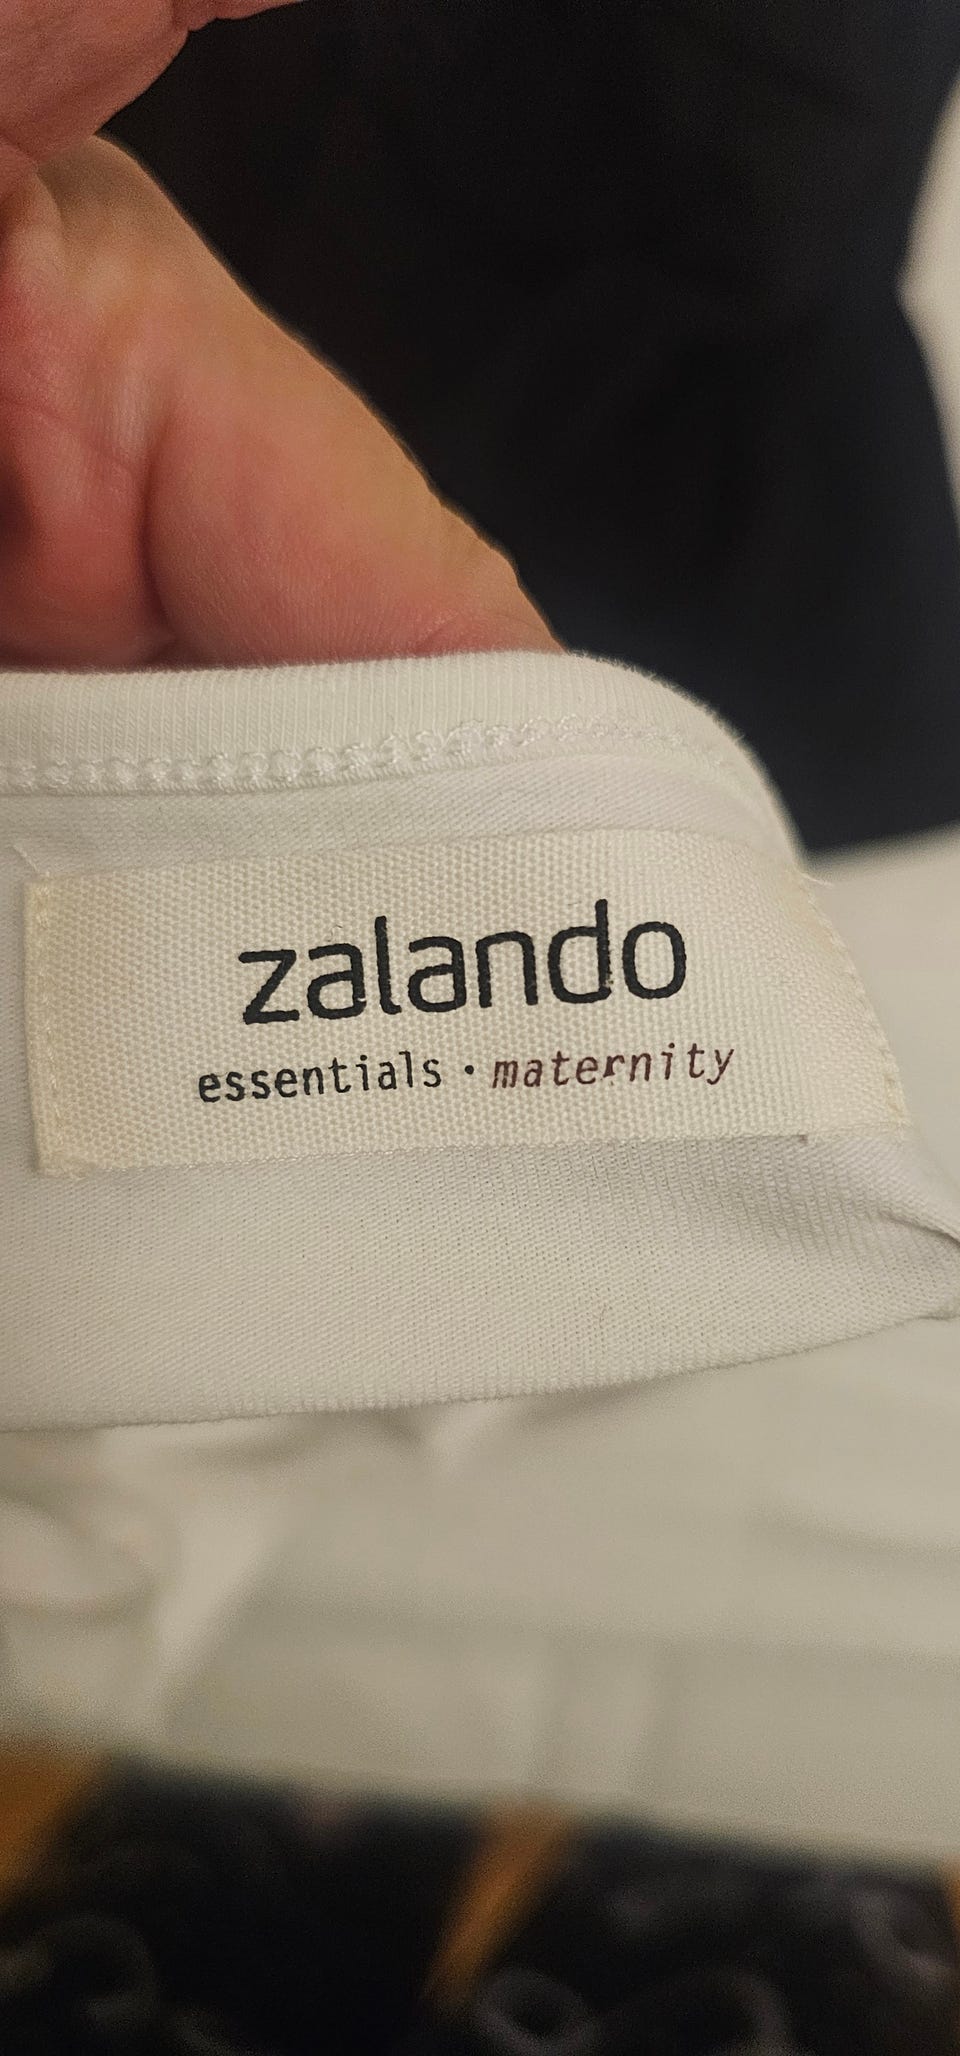 zalando
essentials · maternity